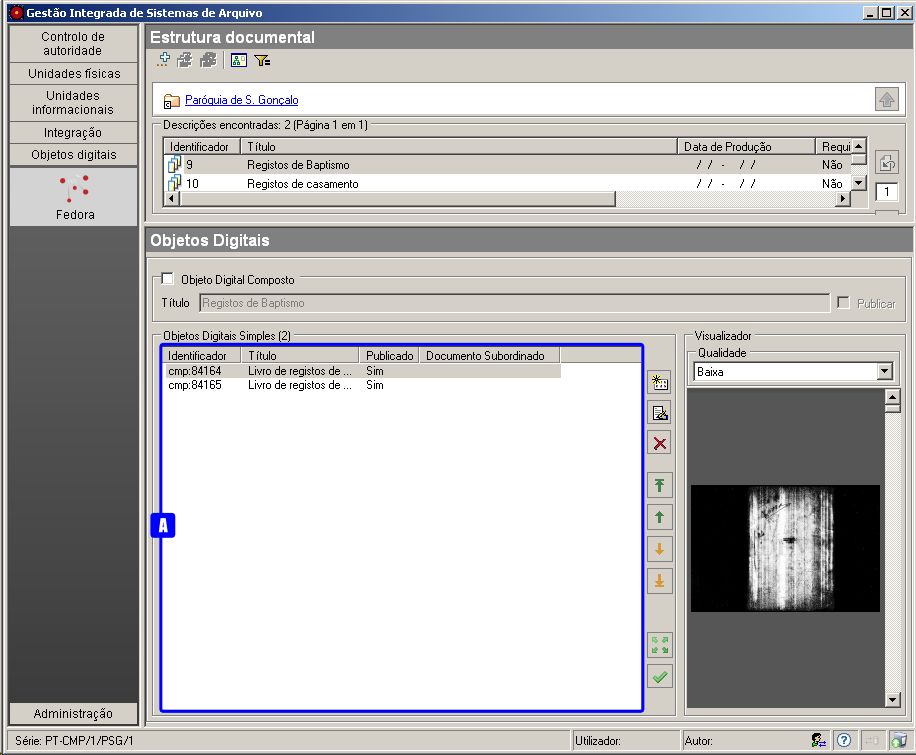 Gestão Integrada de Sistemas de Arquivo
Controlo de
autoridade
Unidades físicas
Unidades
informacionais
Integração
Objetos digitais
Fedora
Administração
Estrutura documental
Paróquia de S. Gonçalo
Descrições encontradas: 2 (Página 1 em 1)
Identificador Título Data de Produção Requi
9 Registos de Baptismo / / - / / Não
10 Registos de casamento / / - / / Não
1
Objetos Digitais
Objeto Digital Composto
Título Registos de Baptismo Publicar
Objetos Digitais Simples (2)
Identificador Título Publicado Documento Subordinado
cmp:84164 Livro de registos de ... Sim
cmp:84165 Livro de registos de ... Sim
A
Visualizador
Qualidade
Baixa
Série: PT-CMP/1/PSG/1 Utilizador: Autor: